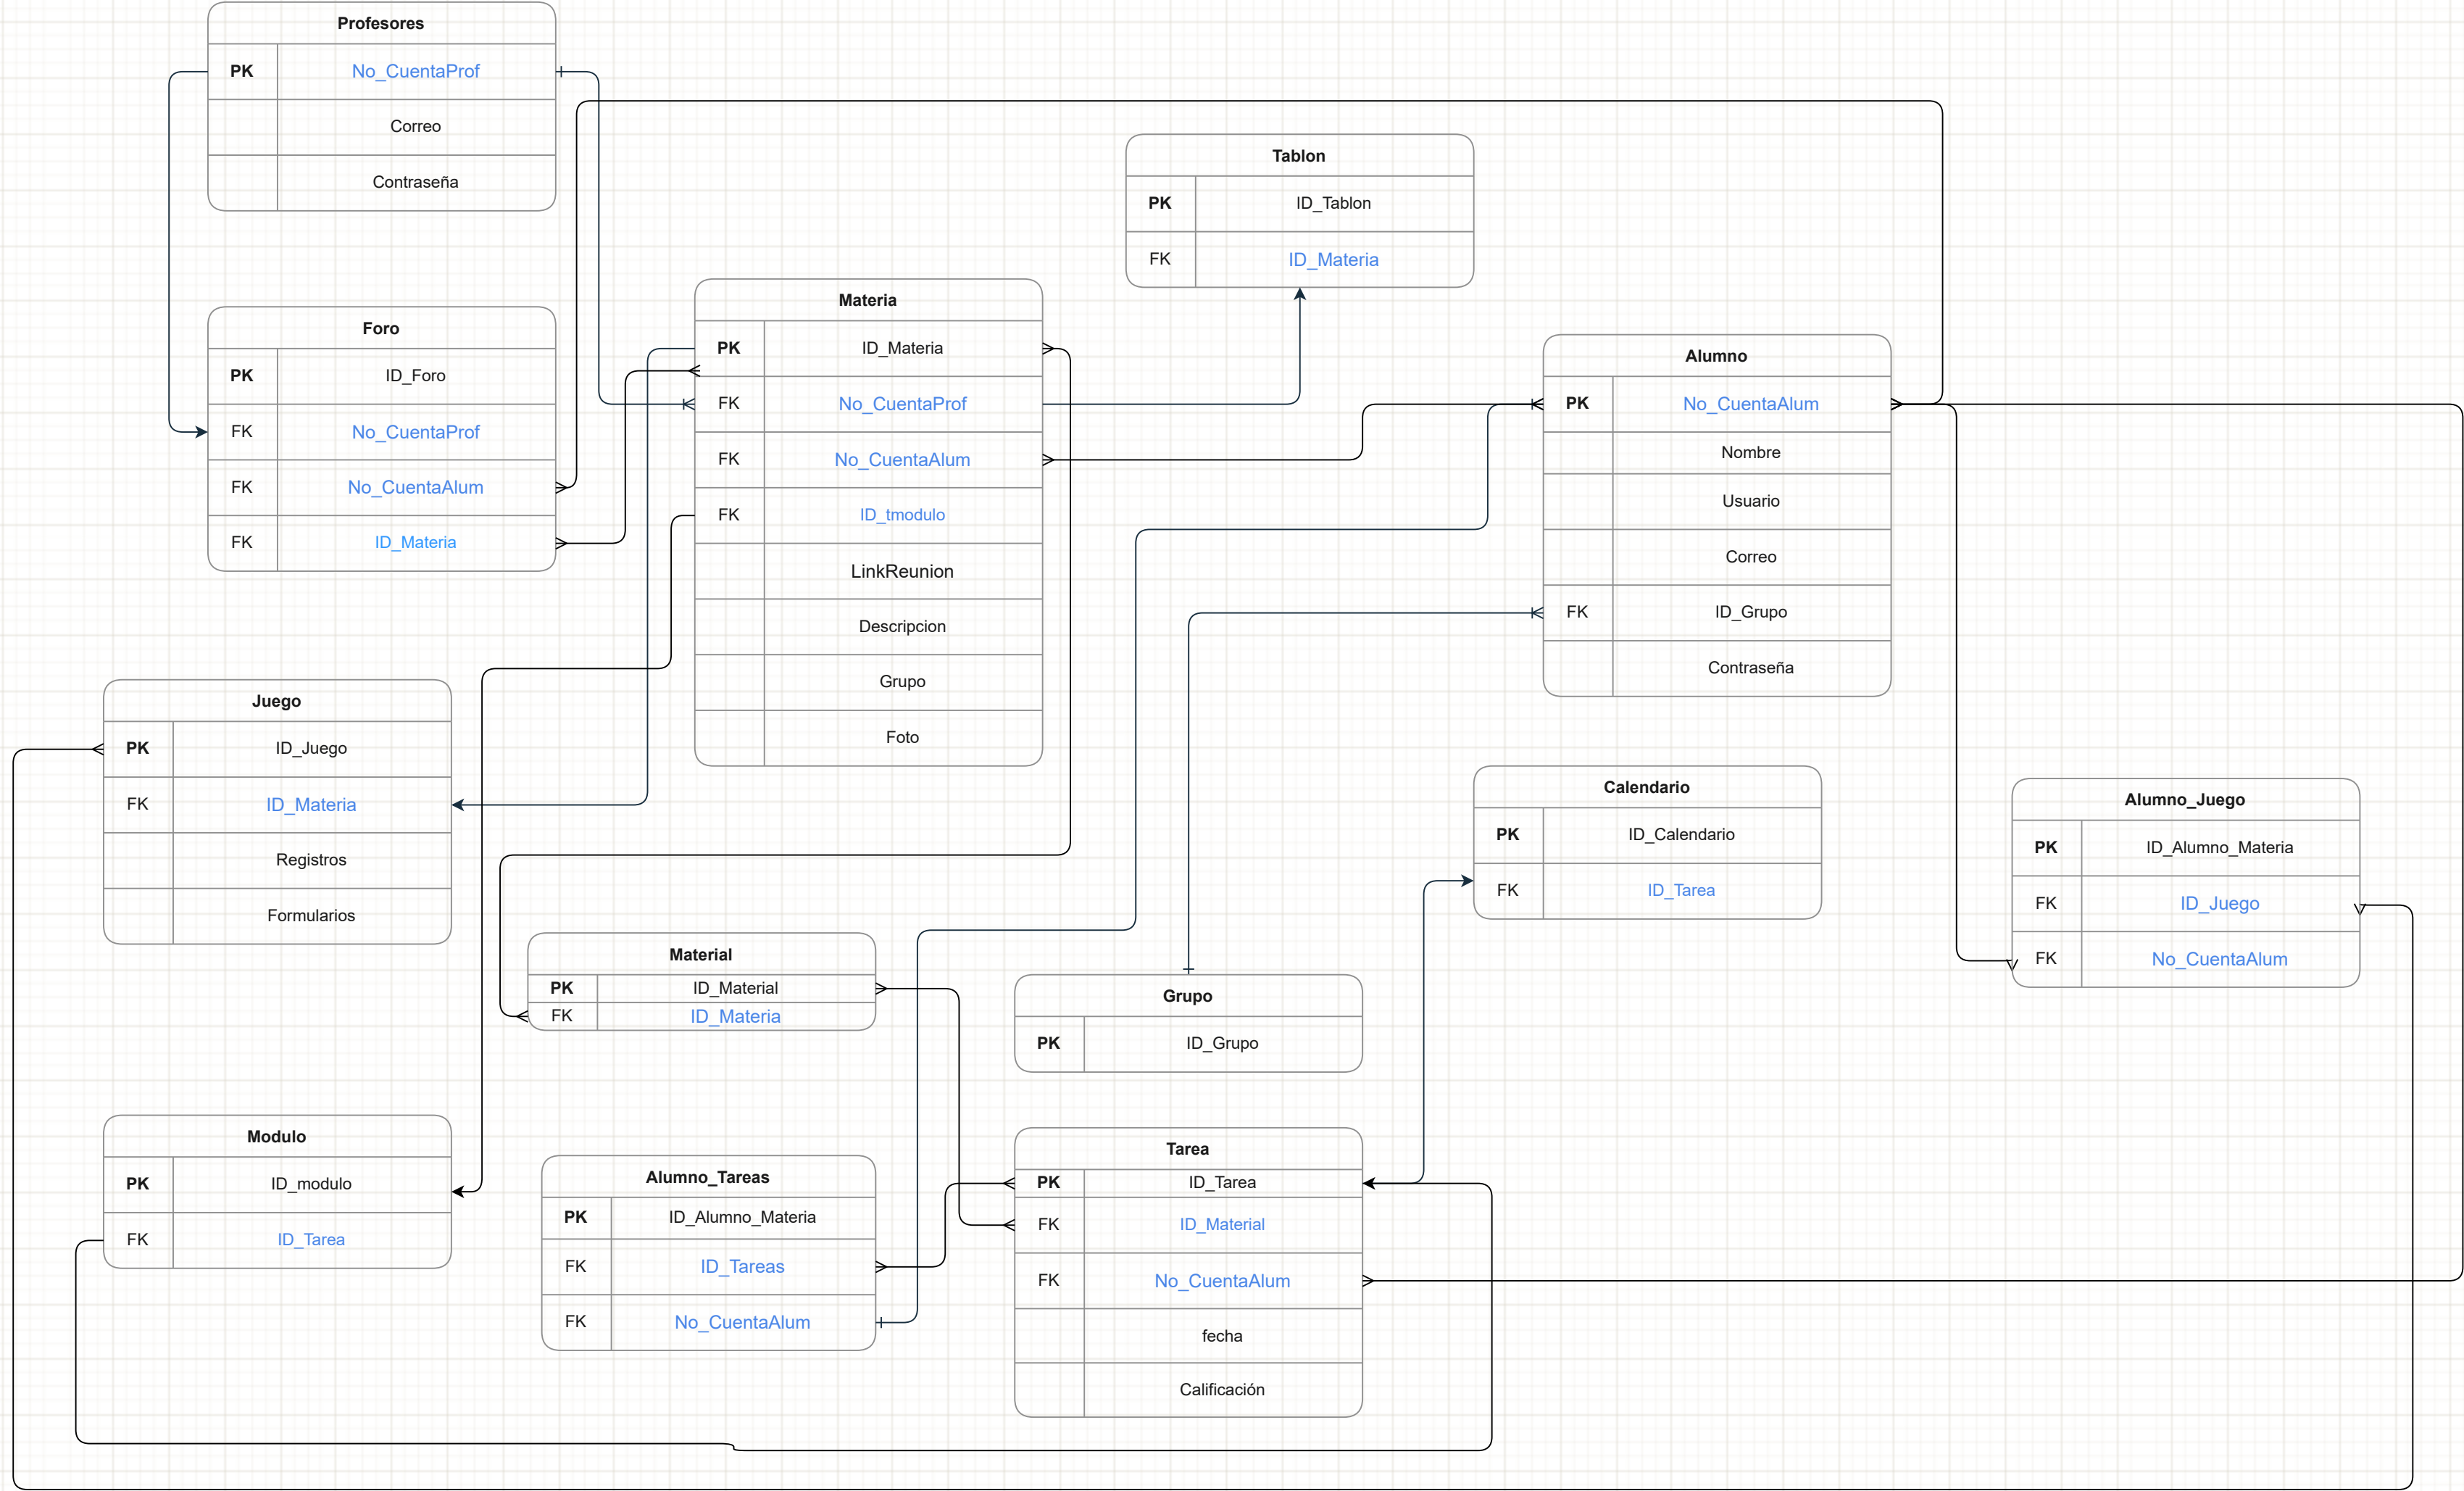 Profesores
PK No_CuentaProf
Correo
Contraseña
Tablon
PK ID_Tablon
FK ID_Materia
Materia
PK ID_Materia
FK No_CuentaProf
FK No_CuentaAlum
FK ID_tmodulo
LinkReunion
Descripcion
Grupo
Foto
Foro
PK ID_Foro
FK No_CuentaProf
FK No_CuentaAlum
FK ID_Materia
Alumno
PK No_CuentaAlum
Nombre
Usuario
Correo
FK ID_Grupo
Contraseña
Juego
PK ID_Juego
FK ID_Materia
Registros
Formularios
Calendario
PK ID_Calendario
FK ID_Tarea
Alumno_Juego
PK ID_Alumno_Materia
FK ID_Juego
FK No_CuentaAlum
Material
PK ID_Material
FK ID_Materia
Grupo
PK ID_Grupo
Modulo
PK ID_modulo
FK ID_Tarea
Alumno_Tareas
PK ID_Alumno_Materia
FK ID_Tareas
FK No_CuentaAlum
Tarea
PK ID_Tarea
FK ID_Material
FK No_CuentaAlum
fecha
Calificación